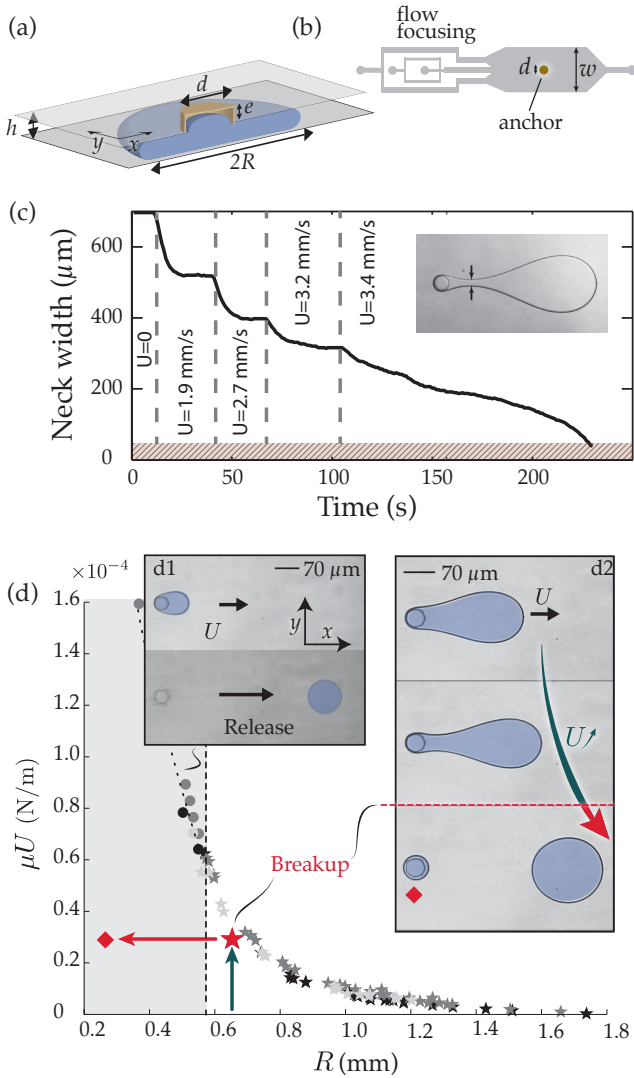 (a)
d
e
h
y
x
2R
(b)
flow
focusing
d
w
anchor
(c)
Neck width (μm)
600
400
200
0
U=0
U=1.9 mm/s
U=2.7 mm/s
U=3.2 mm/s
U=3.4 mm/s
0
50
100
150
200
Time (s)
(d)
×10⁻⁴
μU (N/m)
1.6
1.4
1.2
1.0
0.8
0.6
0.4
0.2
0
d1
70 μm
U
y
x
Release
70 μm
d2
U
U↗
Breakup
0.2
0.4
0.6
0.8
1.0
1.2
1.4
1.6
1.8
R (mm)